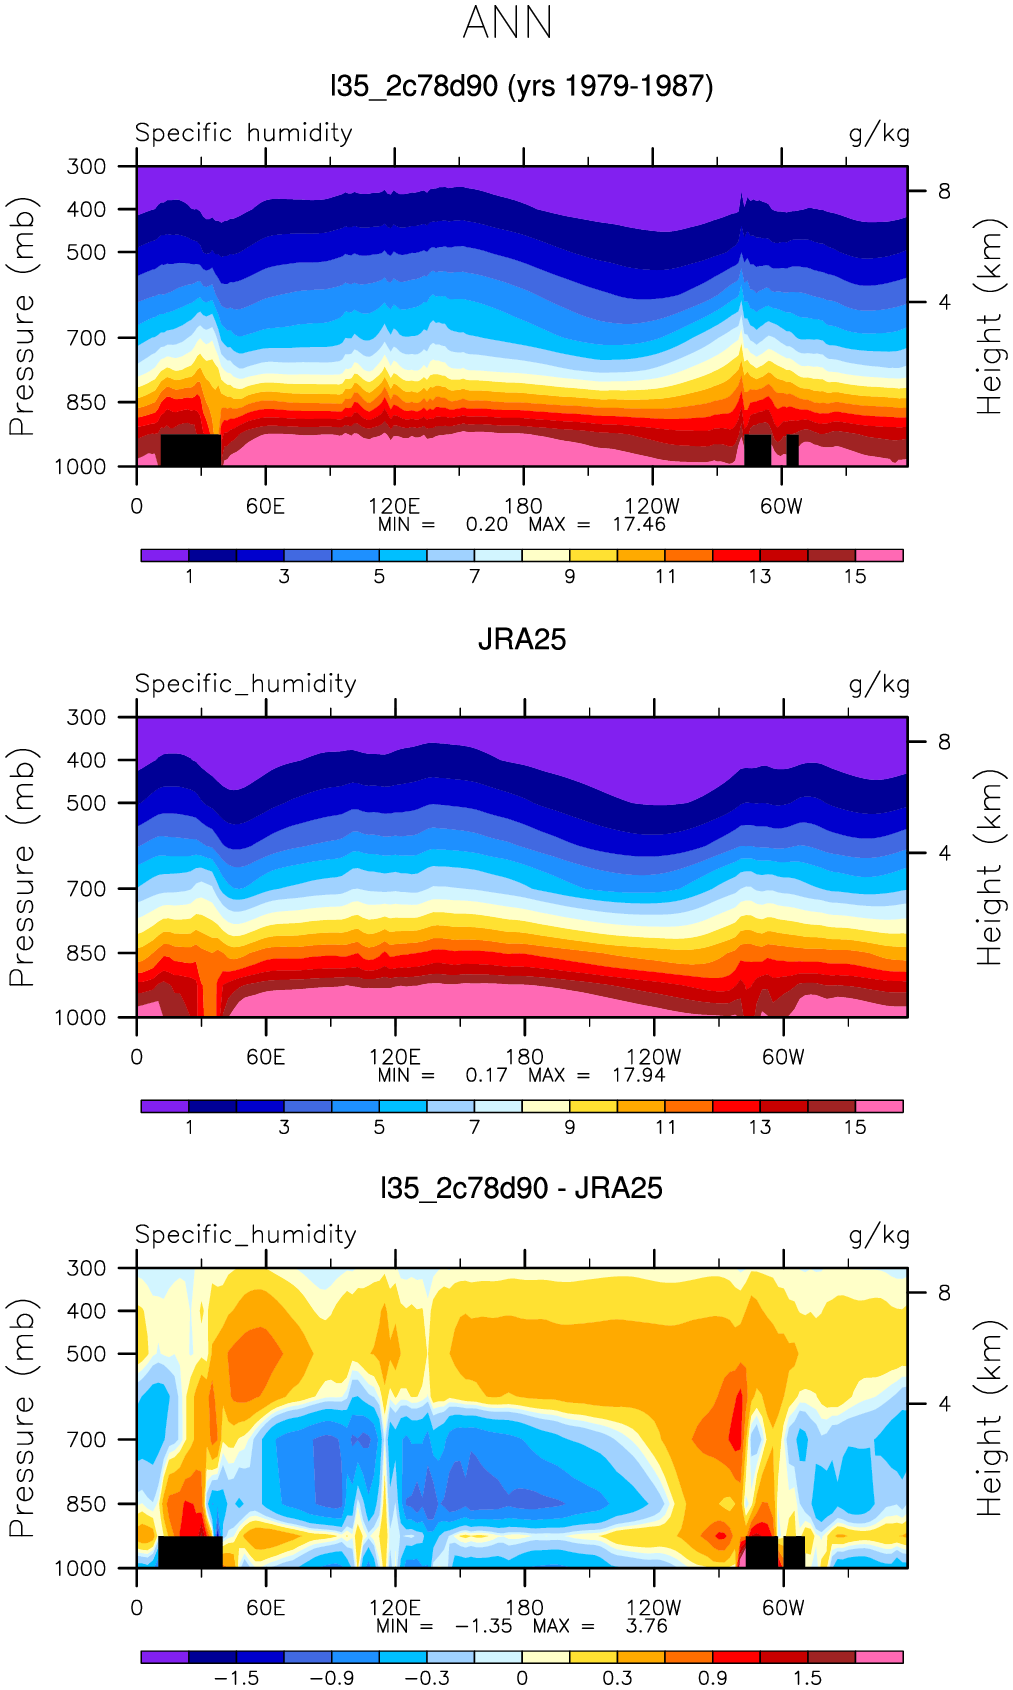 ANN
l35_2c78d90 (yrs 1979-1987)
Specific humidity g/kg
300
400
500
700
850
1000
Pressure (mb)
8
4
Height (km)
0 60E 120E 180 120W 60W
MIN = 0.20 MAX = 17.46
1 3 5 7 9 11 13 15
JRA25
Specific_humidity g/kg
300
400
500
700
850
1000
Pressure (mb)
8
4
Height (km)
0 60E 120E 180 120W 60W
MIN = 0.17 MAX = 17.94
1 3 5 7 9 11 13 15
l35_2c78d90 - JRA25
Specific_humidity g/kg
300
400
500
700
850
1000
Pressure (mb)
8
4
Height (km)
0 60E 120E 180 120W 60W
MIN = -1.35 MAX = 3.76
-1.5 -0.9 -0.3 0 0.3 0.9 1.5